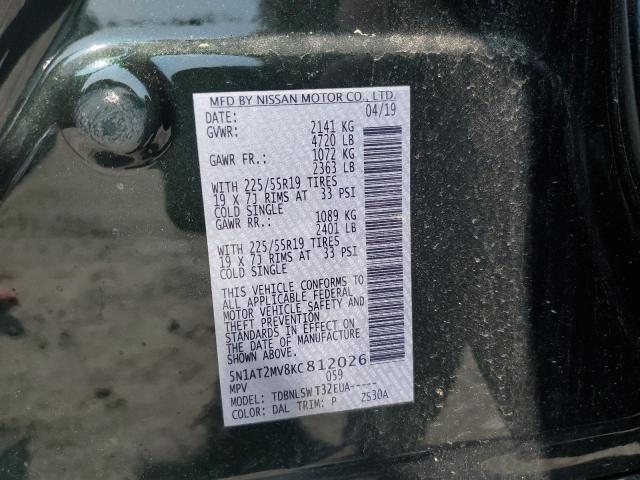 MFD BY NISSAN MOTOR CO., LTD.
DATE: 04/19
GVWR: 2141 KG
4720 LB
GAWR FR.: 1072 KG
2363 LB
WITH 225/55R19 TIRES
19 X 7J RIMS AT 33 PSI
COLD SINGLE
GAWR RR.: 1089 KG
2401 LB
WITH 225/55R19 TIRES
19 X 7J RIMS AT 33 PSI
COLD SINGLE
THIS VEHICLE CONFORMS TO
ALL APPLICABLE FEDERAL
MOTOR VEHICLE SAFETY AND
THEFT PREVENTION
STANDARDS IN EFFECT ON
THE DATE OF MANUFACTURE
SHOWN ABOVE.
5N1AT2MV8KC812026
MPV 059
MODEL: TDBNLSW T32EUA-----
COLOR: DAL TRIM: P ZS30A